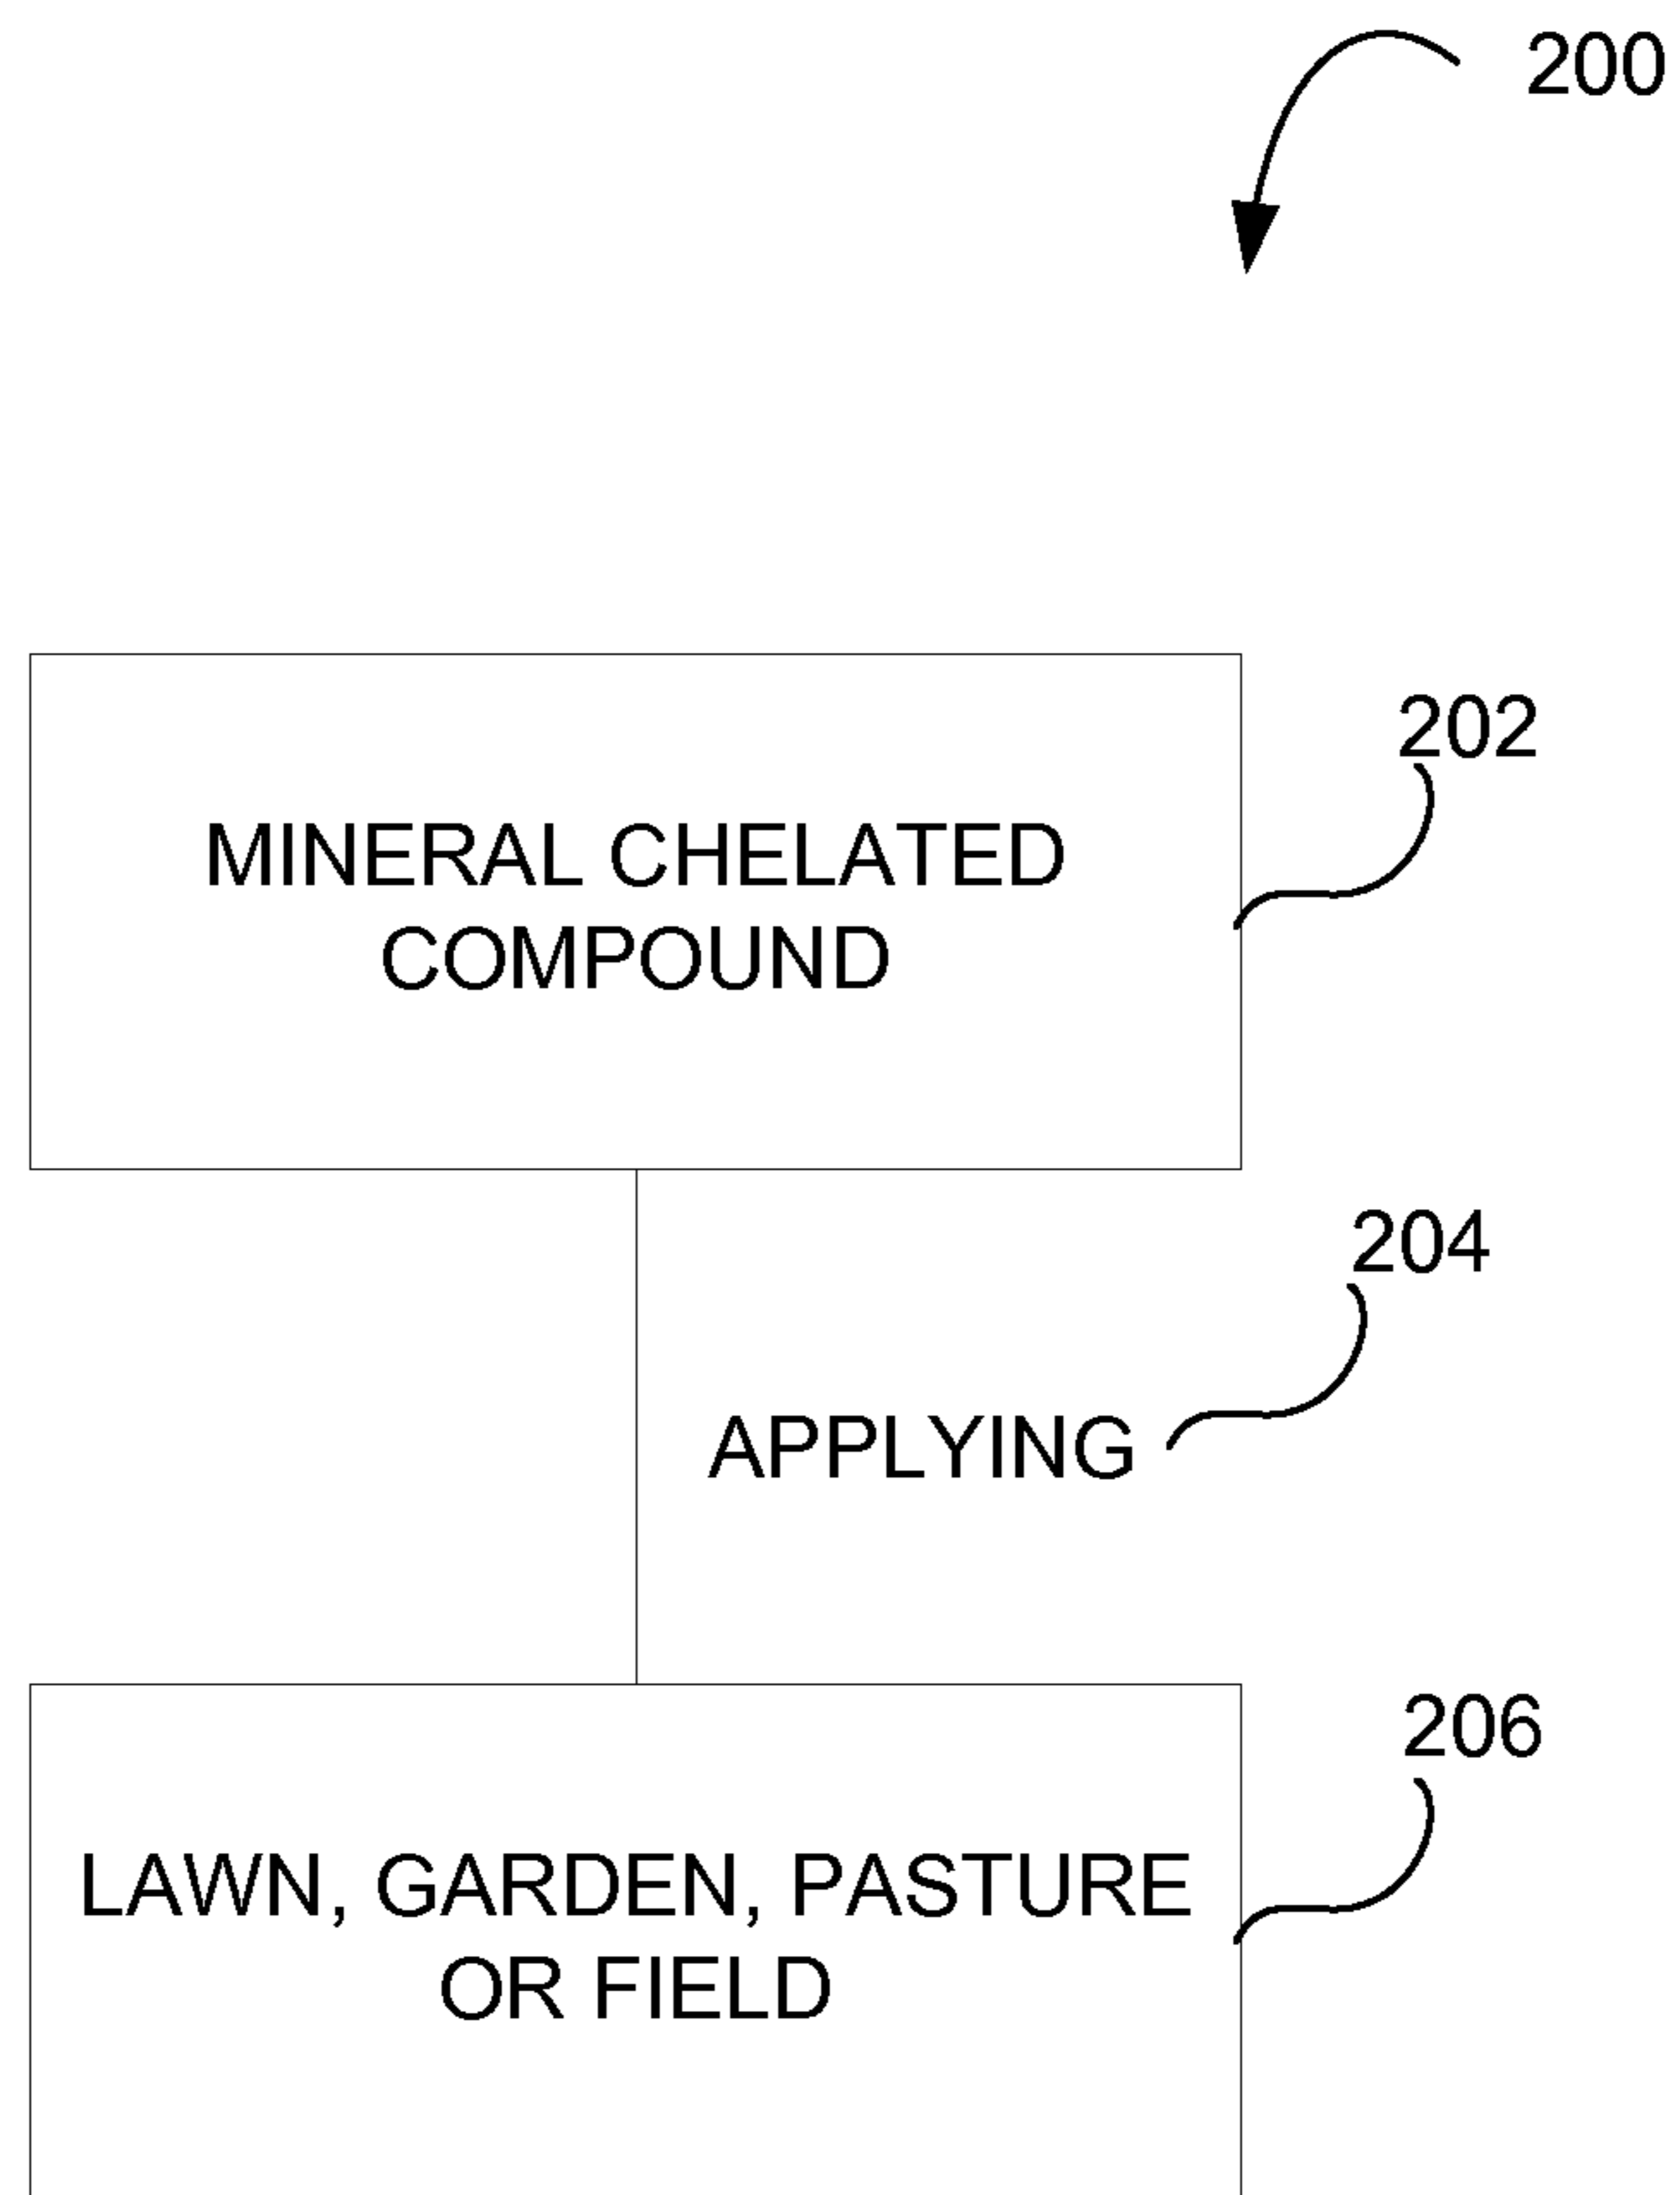 200
202
MINERAL CHELATED
COMPOUND
204
APPLYING
206
LAWN, GARDEN, PASTURE
OR FIELD